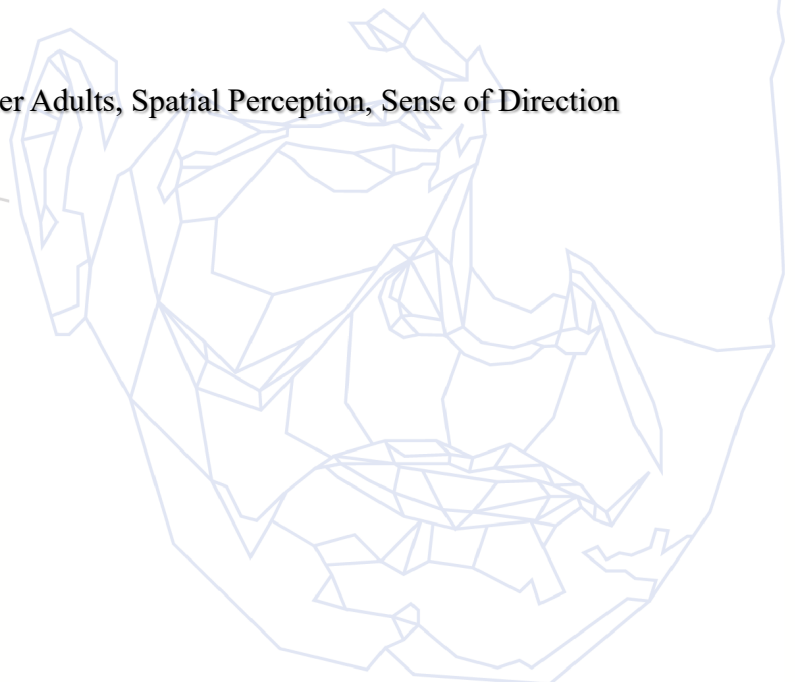 er Adults, Spatial Perception, Sense of Direction